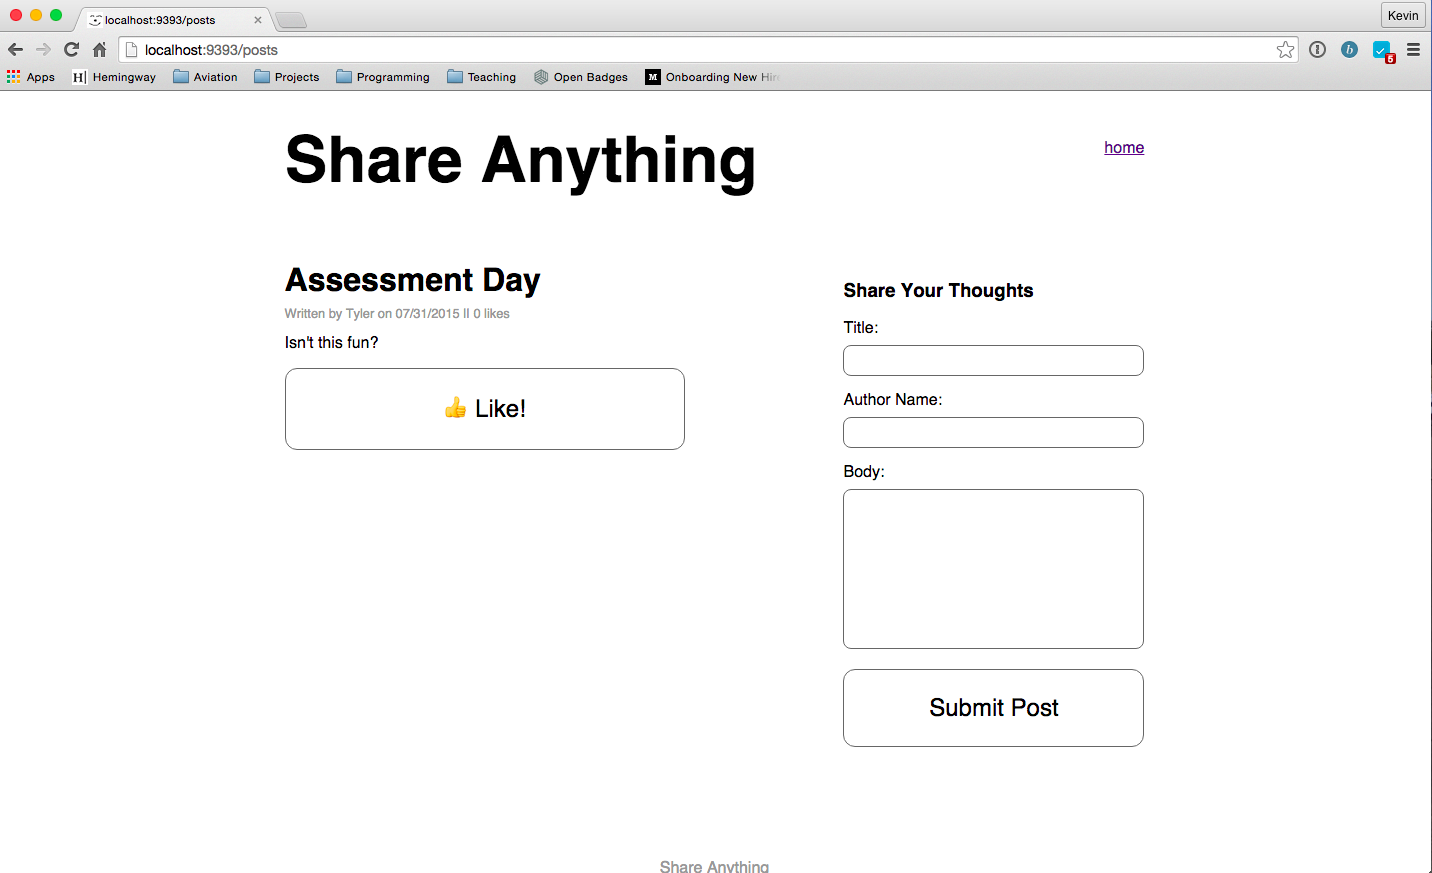 localhost:9393/posts
Kevin
localhost:9393/posts
Apps Hemingway Aviation Projects Programming Teaching Open Badges Onboarding New Hir
5
Share Anything
home
Assessment Day
Written by Tyler on 07/31/2015 II 0 likes
Isn't this fun?
👍 Like!
Share Your Thoughts
Title:
Author Name:
Body:
Submit Post
Share Anything